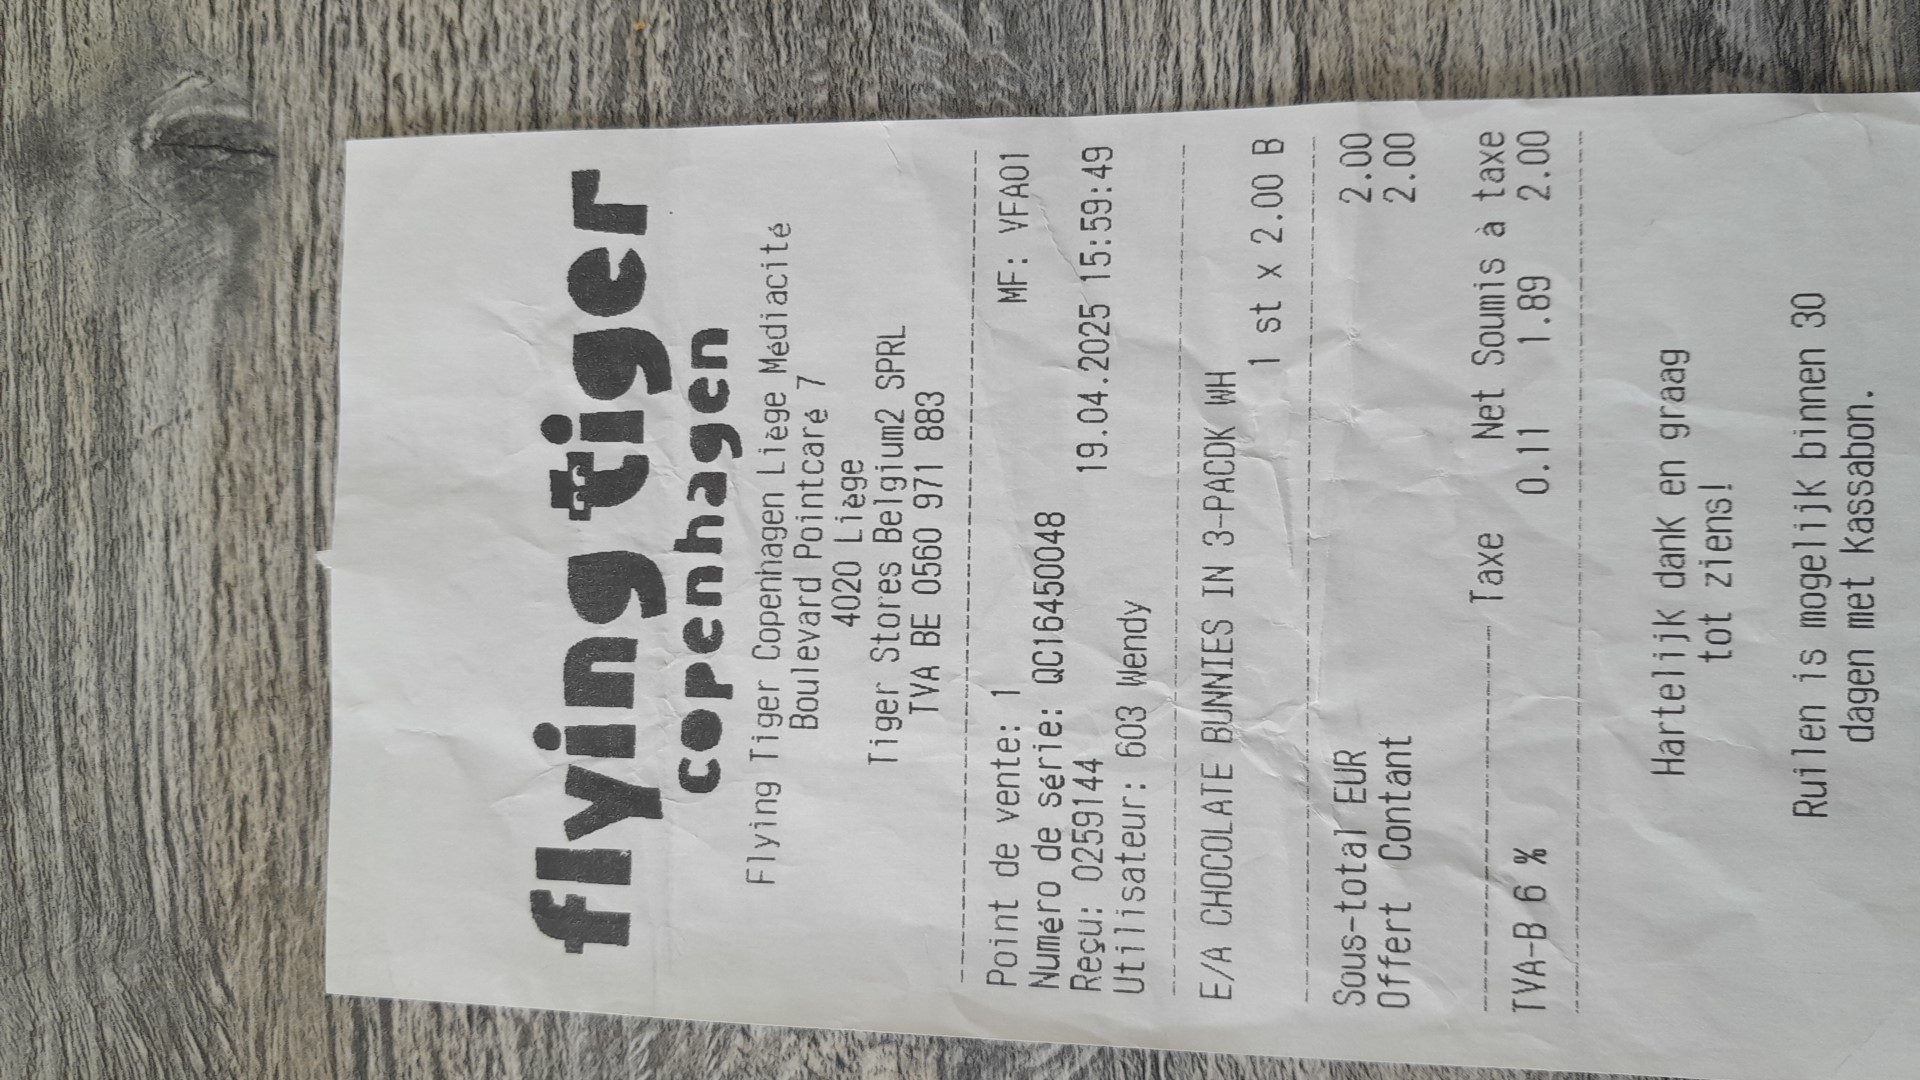 flying tiger
copenhagen
Flying Tiger Copenhagen Liège Médiacité
Boulevard Pointcaré 7
4020 Liège
Tiger Stores Belgium2 SPRL
TVA BE 0560 971 883
Point de vente: 1 MF: VFA01
Numéro de série: QC16450048
Reçu: 0259144 19.04.2025 15:59:49
Utilisateur: 603 Wendy
E/A CHOCOLATE BUNNIES IN 3-PACDK WH
1 st x 2.00 B
Sous-total EUR 2.00
Offert Contant 2.00
Taxe Net Soumis à taxe
TVA-B 6 % 0.11 1.89 2.00
Hartelijk dank en graag
tot ziens!
Ruilen is mogelijk binnen 30
dagen met Kassabon.